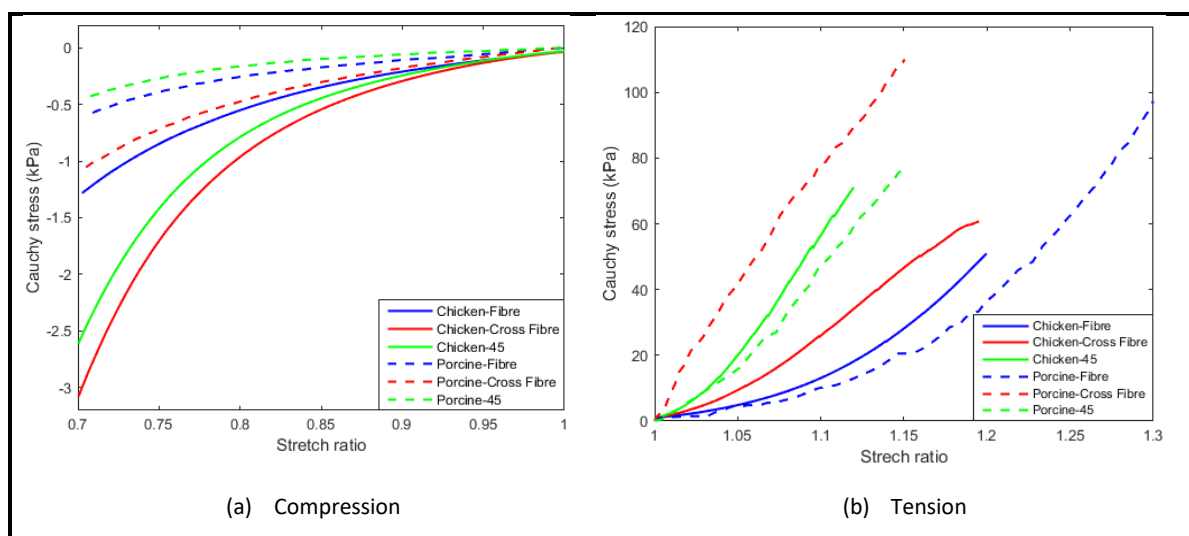 0
-0.5
-1
-1.5
-2
-2.5
-3
Cauchy stress (kPa)
0.7 0.75 0.8 0.85 0.9 0.95 1
Stretch ratio
Chicken-Fibre
Chicken-Cross Fibre
Chicken-45
Porcine-Fibre
Porcine-Cross Fibre
Porcine-45
(a) Compression
120
100
80
60
40
20
0
Cauchy stress (kPa)
1 1.05 1.1 1.15 1.2 1.25 1.3
Strech ratio
Chicken-Fibre
Chicken-Cross Fibre
Chicken-45
Porcine-Fibre
Porcine-Cross Fibre
Porcine-45
(b) Tension